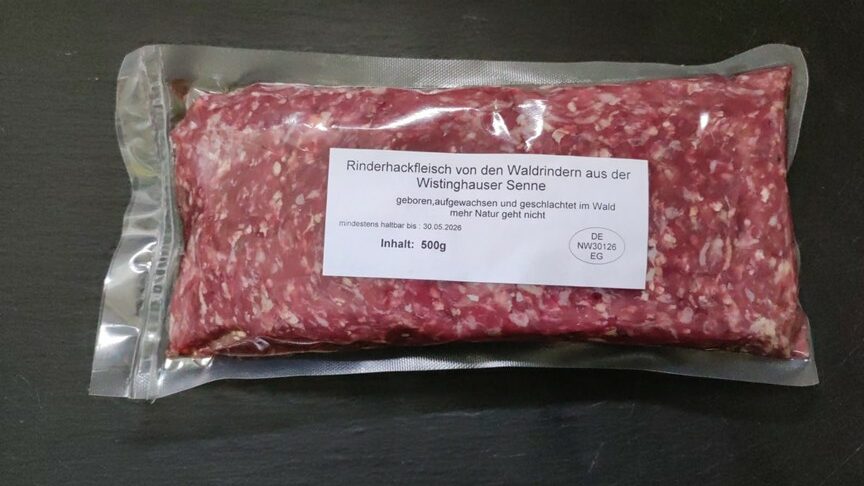 Rinderhackfleisch von den Waldrindern aus der
Wistinghauser Senne
geboren,aufgewachsen und geschlachtet im Wald
mehr Natur geht nicht
mindestens haltbar bis : 30.05.2026
Inhalt: 500g
DE
NW30126
EG